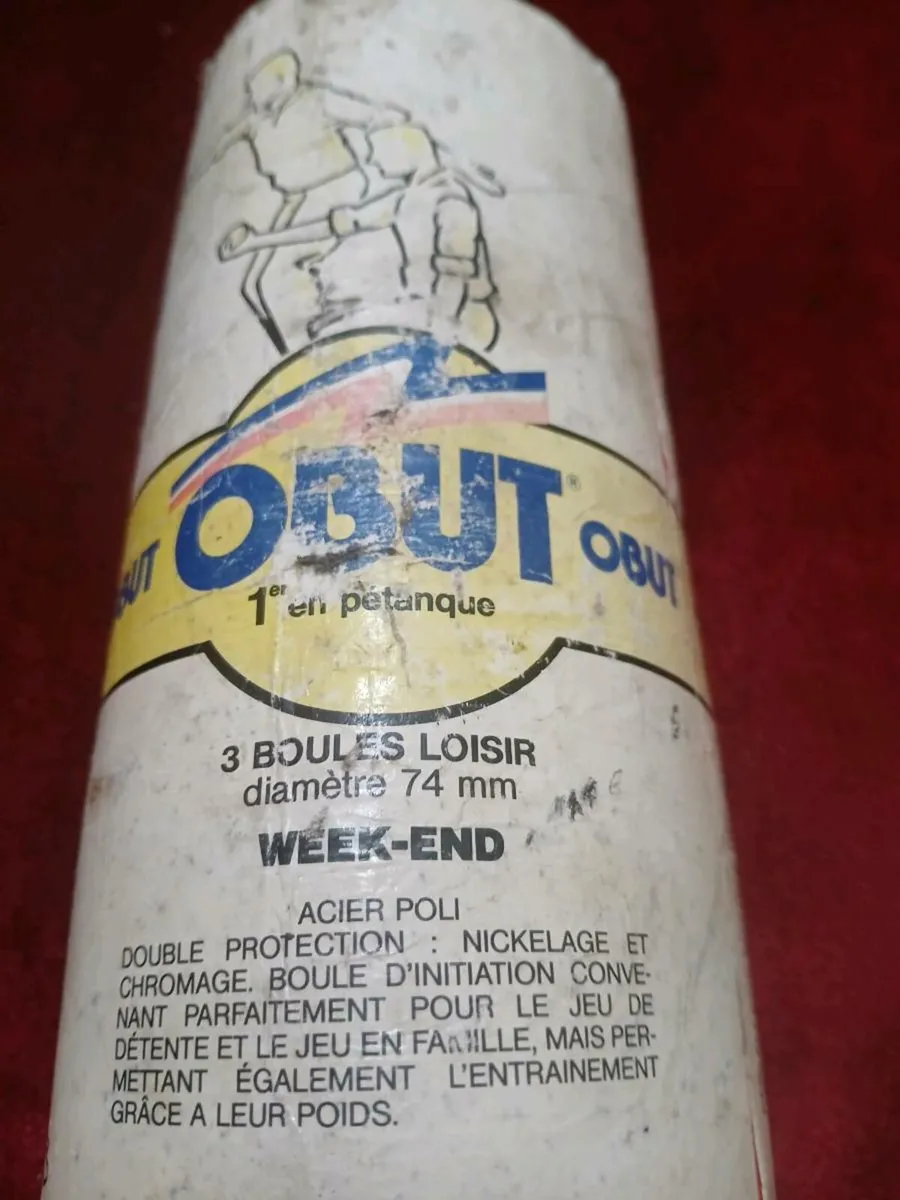 OBUT®
OBUT
1er en pétanque
3 BOULES LOISIR
diamètre 74 mm
WEEK-END
ACIER POLI
DOUBLE PROTECTION : NICKELAGE ET
CHROMAGE. BOULE D'INITIATION CONVE-
NANT PARFAITEMENT POUR LE JEU DE
DÉTENTE ET LE JEU EN FAMILLE, MAIS PER-
METTANT ÉGALEMENT L'ENTRAINEMENT
GRÂCE A LEUR POIDS.